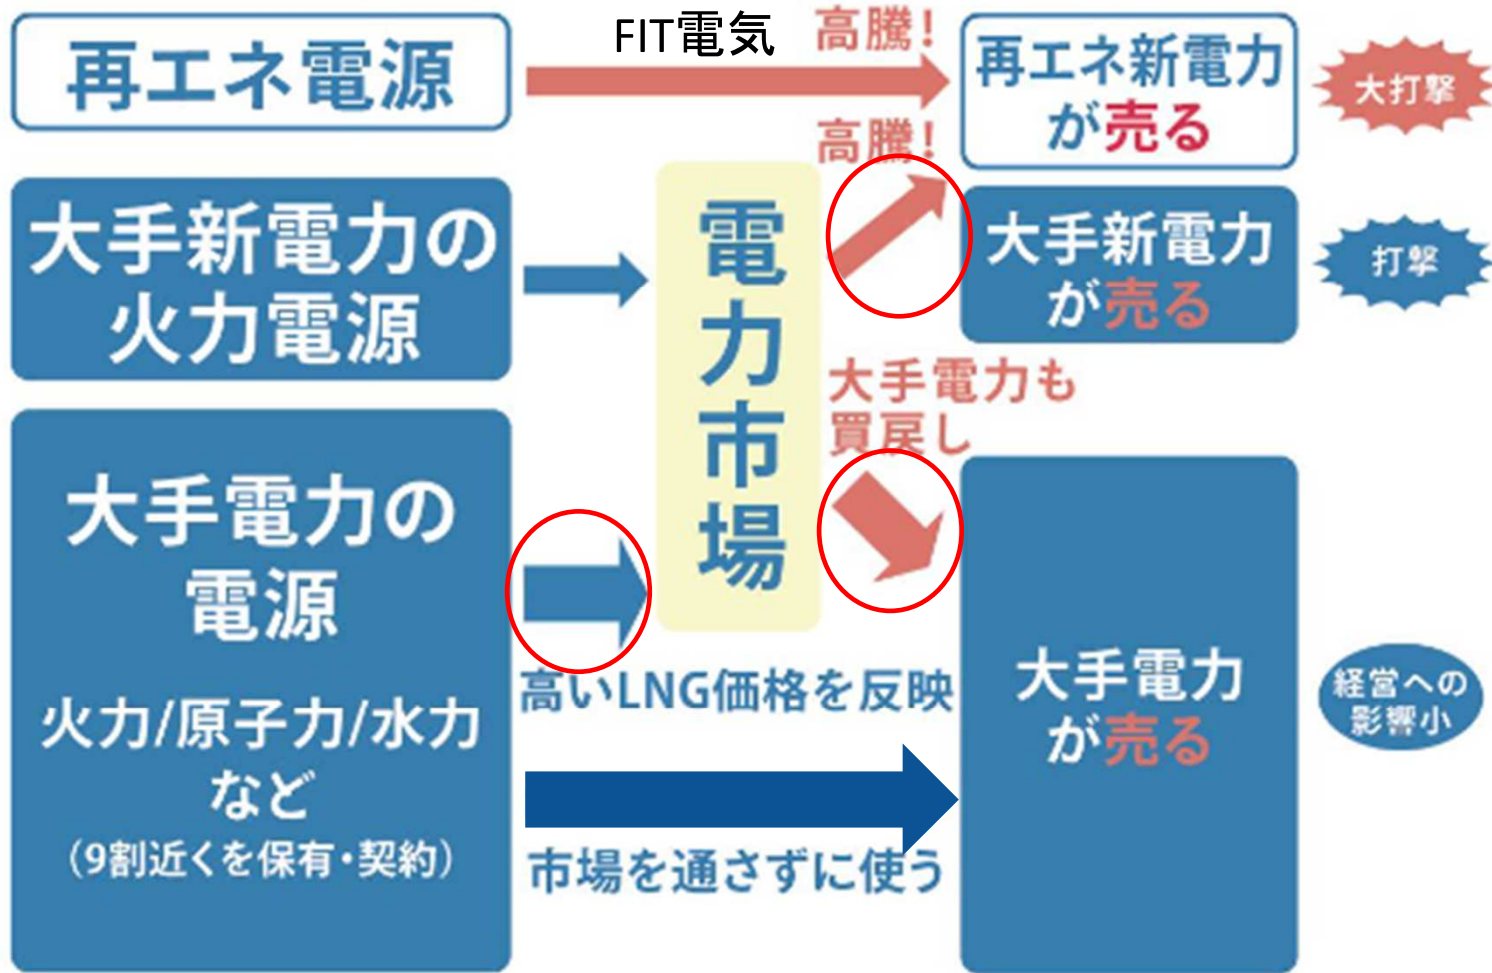 再エネ電源
FIT電気
高騰!
再エネ新電力
が売る
大打撃
高騰!
大手新電力の
火力電源
電力市場
大手新電力
が売る
打撃
大手電力も
買戻し
大手電力の
電源
火力/原子力/水力
など
(9割近くを保有・契約)
高いLNG価格を反映
市場を通さずに使う
大手電力
が売る
経営への
影響小